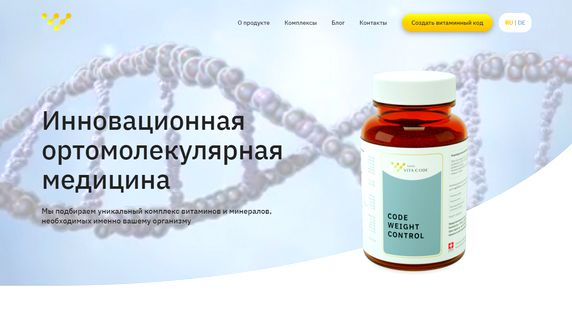 О продукте
Комплексы
Блог
Контакты
Создать витаминный код
RU | DE
Инновационная
ортомолекулярная
медицина
Мы подбираем уникальный комплекс витаминов и минералов,
необходимых именно вашему организму
VITA CODE
CODE
WEIGHT
CONTROL